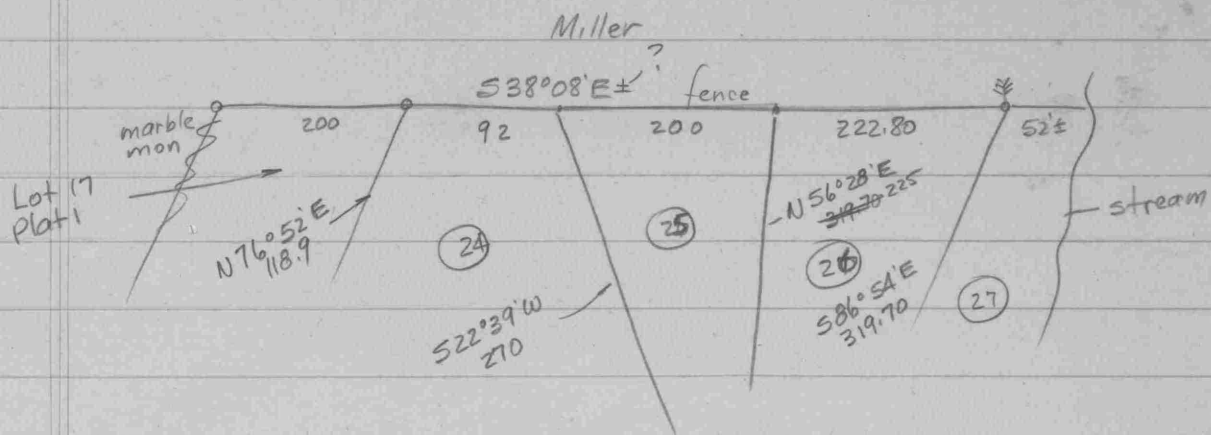 Miller
?
S38°08'E± fence
marble
mon
200
92
200
222.80
52'±
Lot 17
Plat 1
N76°52'E
118.9
24
25
N56°28'E
319.70 225
26
stream
S22°39'W
270
S86°54'E
319.70
27